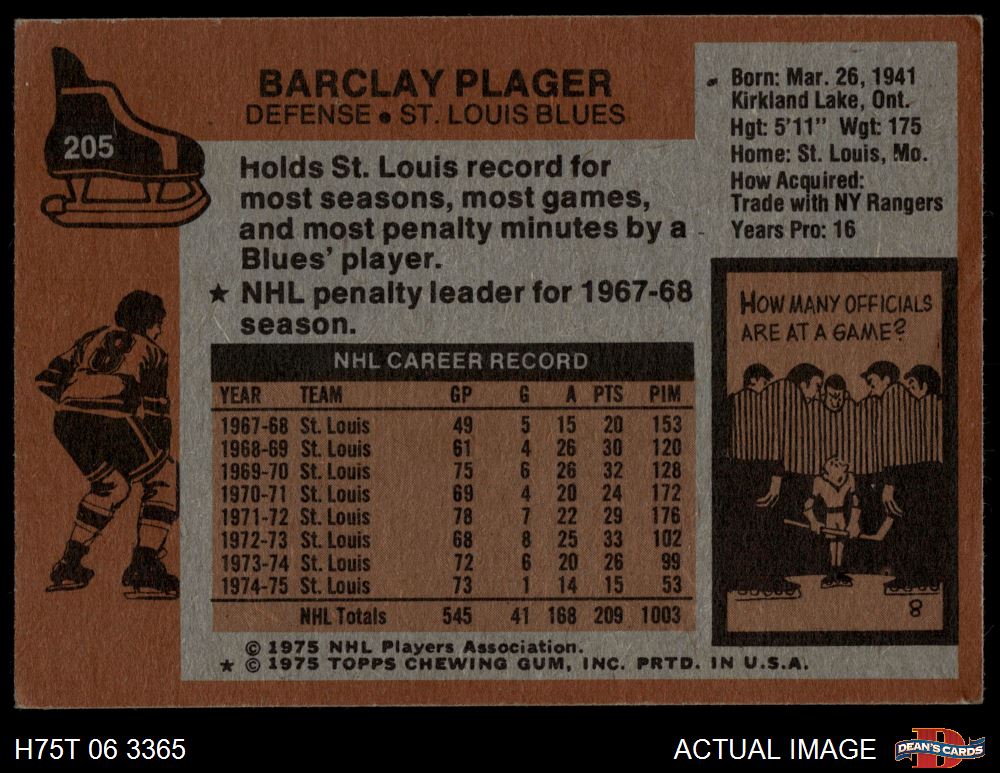 205
BARCLAY PLAGER
DEFENSE • ST. LOUIS BLUES
Holds St. Louis record for
most seasons, most games,
and most penalty minutes by a
Blues' player.
★ NHL penalty leader for 1967-68
season.
Born: Mar. 26, 1941
Kirkland Lake, Ont.
Hgt: 5'11" Wgt: 175
Home: St. Louis, Mo.
How Acquired:
Trade with NY Rangers
Years Pro: 16
8
NHL CAREER RECORD
YEAR TEAM GP G A PTS PIM
1967-68 St. Louis 49 5 15 20 153
1968-69 St. Louis 61 4 26 30 120
1969-70 St. Louis 75 6 26 32 128
1970-71 St. Louis 69 4 20 24 172
1971-72 St. Louis 78 7 22 29 176
1972-73 St. Louis 68 8 25 33 102
1973-74 St. Louis 72 6 20 26 99
1974-75 St. Louis 73 1 14 15 53
NHL Totals 545 41 168 209 1003
HOW MANY OFFICIALS
ARE AT A GAME?
8
© 1975 NHL Players Association.
★ © 1975 TOPPS CHEWING GUM, INC. PRTD. IN U.S.A.
H75T 06 3365
ACTUAL IMAGE
D
DEAN'S CARDS